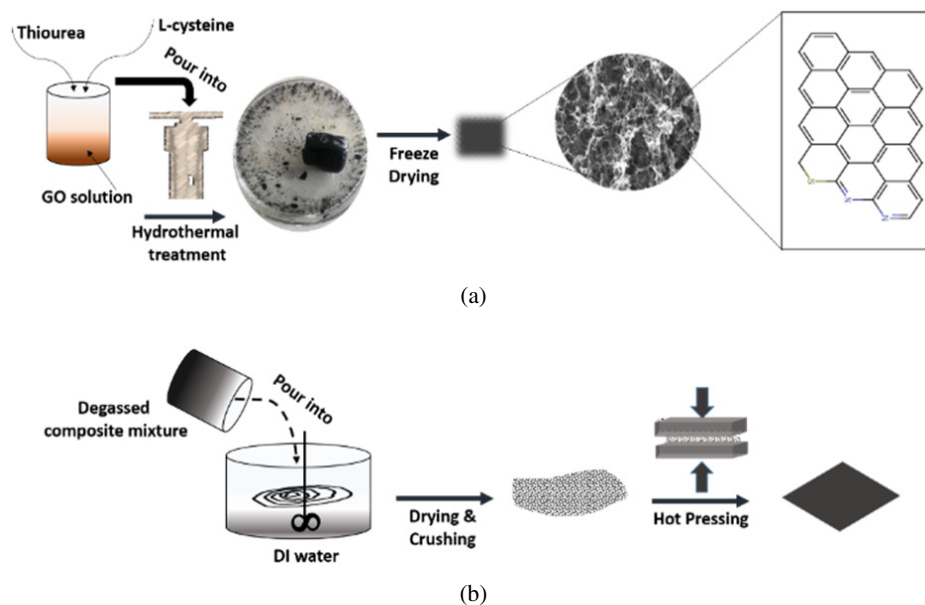 Thiourea
L-cysteine
Pour into
GO solution
Hydrothermal
treatment
Freeze
Drying
S
N
N
(a)
Degassed
composite mixture
Pour into
DI water
Drying &
Crushing
Hot Pressing
(b)